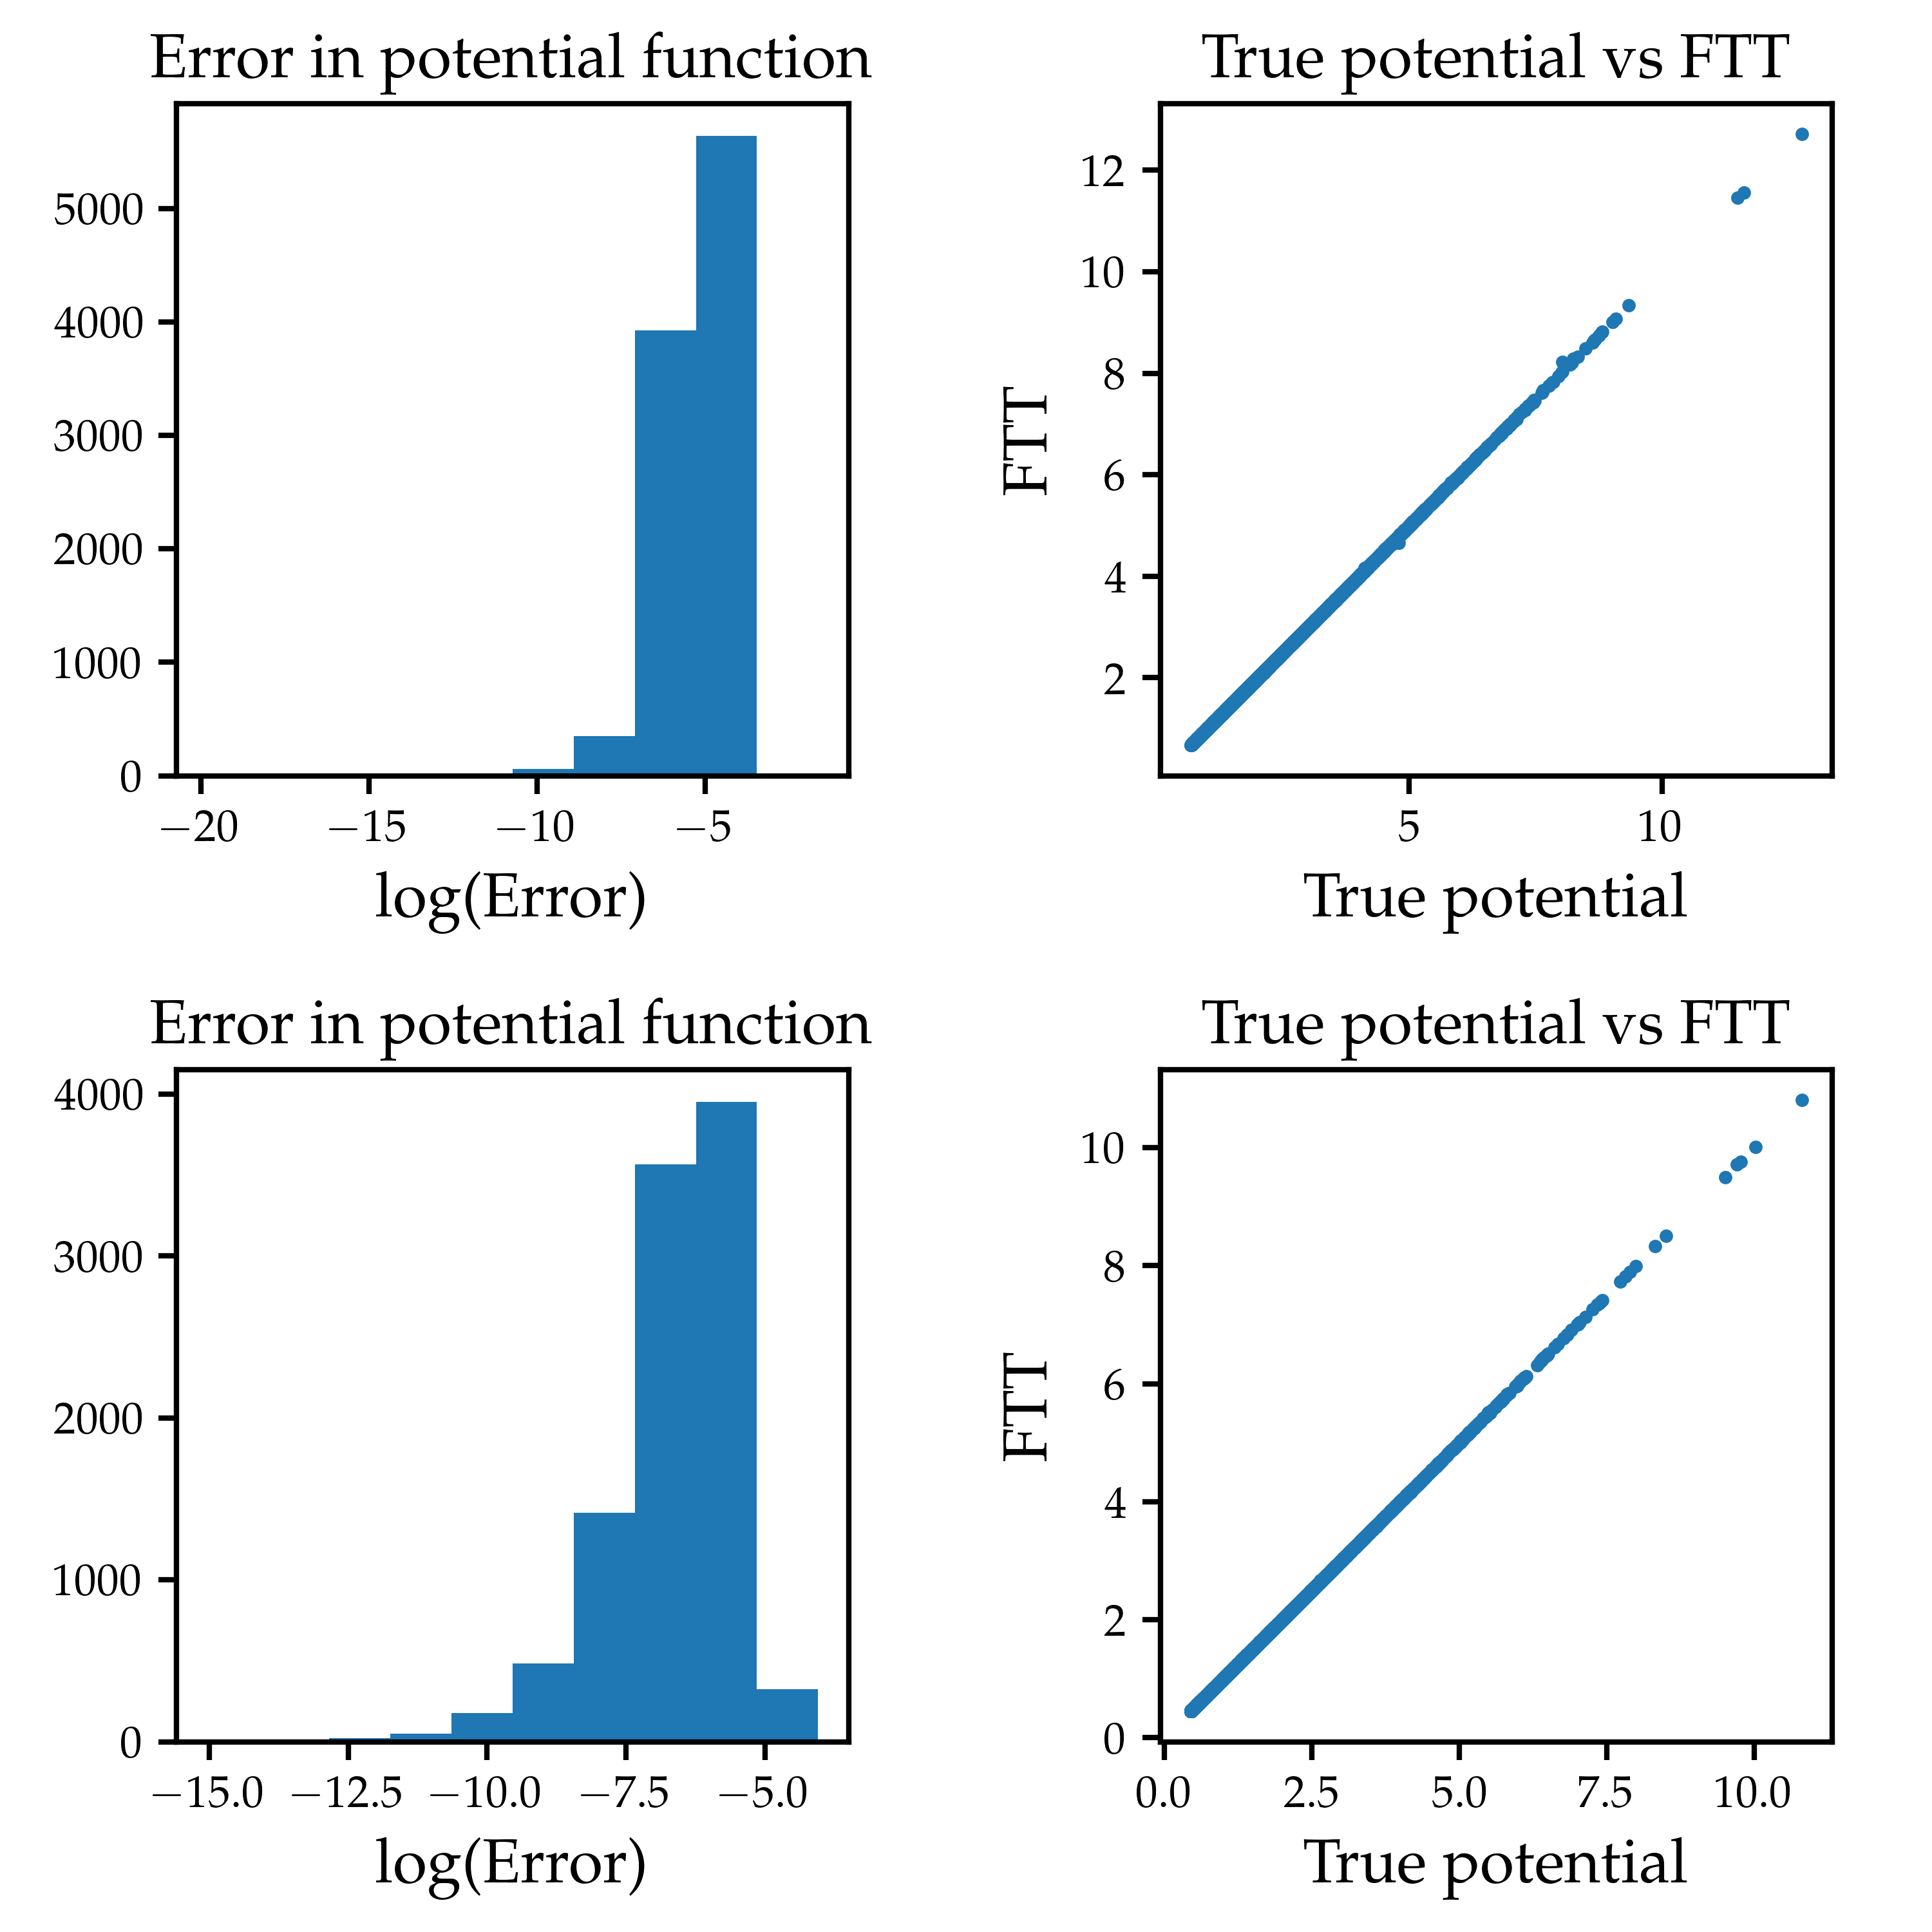 Error in potential function
5000
4000
3000
2000
1000
0
−20 −15 −10 −5
log(Error)
True potential vs FTT
FTT
12
10
8
6
4
2
5 10
True potential
Error in potential function
4000
3000
2000
1000
0
−15.0 −12.5 −10.0 −7.5 −5.0
log(Error)
True potential vs FTT
FTT
10
8
6
4
2
0
0.0 2.5 5.0 7.5 10.0
True potential